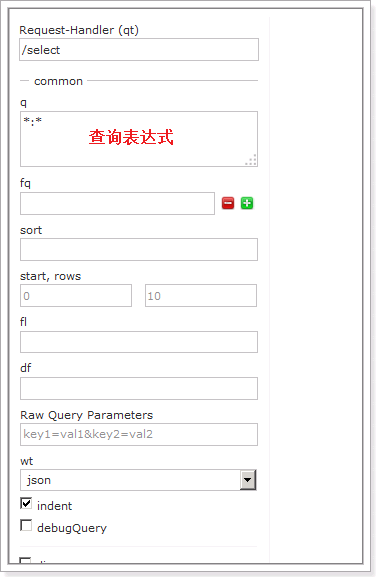 Request-Handler (qt)
/select
common
q
*:*
查询表达式
fq
sort
start, rows
0 10
fl
df
Raw Query Parameters
key1=val1&key2=val2
wt
json
indent
debugQuery